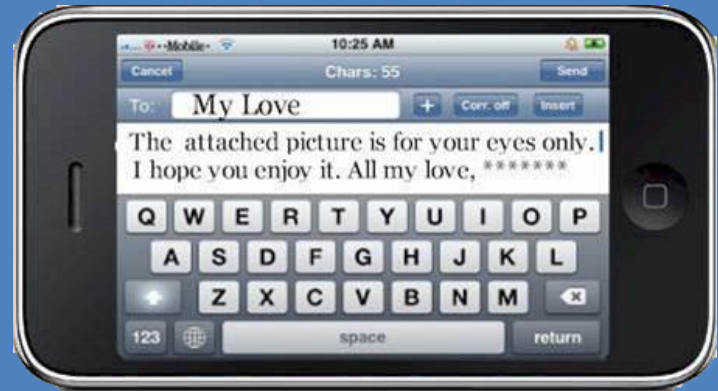 Mobile 10:25 AM
Cancel Chars: 55 Send
To: My Love + Corr. off Insert
The attached picture is for your eyes only.
I hope you enjoy it. All my love, *******
Q W E R T Y U I O P
A S D F G H J K L
Z X C V B N M
123 space return